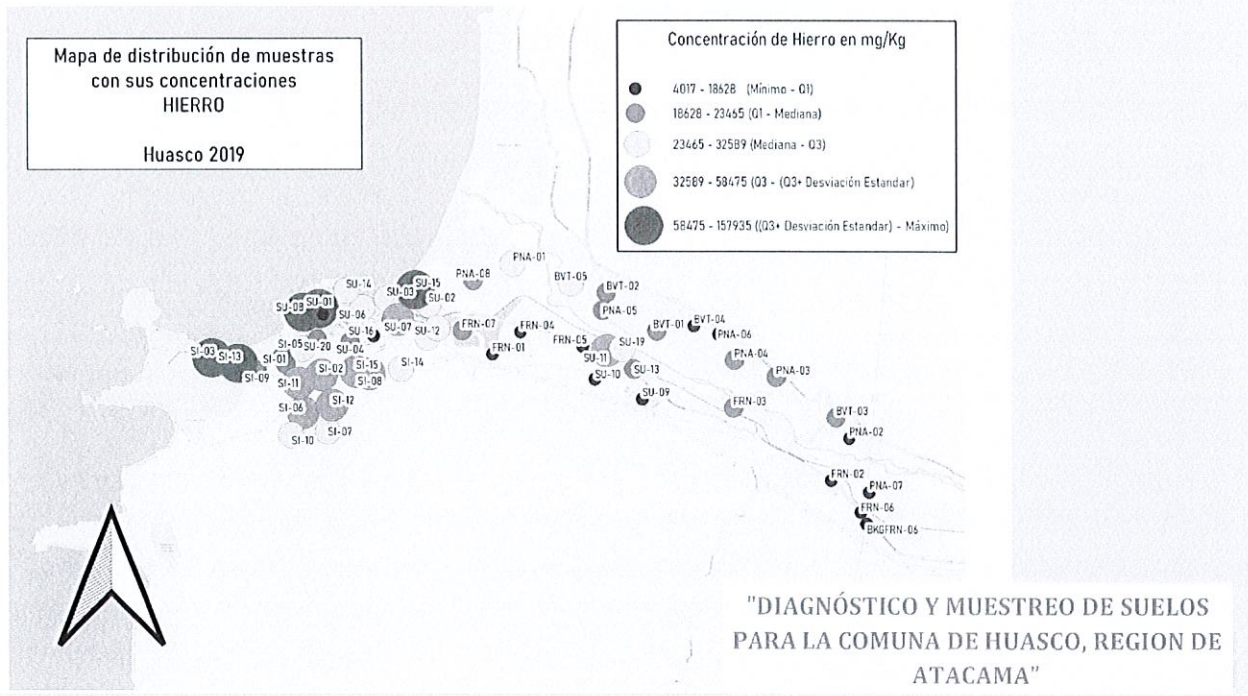 Mapa de distribución de muestras
con sus concentraciones
HIERRO
Huasco 2019
Concentración de Hierro en mg/Kg
4017 - 18628 (Mínimo - Q1)
18628 - 23465 (Q1 - Mediana)
23465 - 32589 (Mediana - Q3)
32589 - 58475 (Q3 - (Q3+ Desviación Estandar)
58475 - 157935 ((Q3+ Desviación Estandar) - Máximo)
PNA-01
PNA-08
BVT-05
BVT-02
PNA-05
SU-14
SU-03
SU-15
SU-02
SU-08
SU-01
SU-06
SU-07
SU-12
SU-16
FRN-07
FRN-04
FRN-01
FRN-05
BVT-01
BVT-04
PNA-06
SU-19
SU-11
SU-13
SU-10
SU-09
PNA-04
PNA-03
FRN-03
BVT-03
PNA-02
SI-05
SU-20
SU-04
SI-03
SI-13
SI-09
SI-01
SI-02
SI-15
SI-14
SI-11
SI-08
SI-06
SI-12
SI-10
SI-07
FRN-02
PNA-07
FRN-06
BKGFRN-06
"DIAGNÓSTICO Y MUESTREO DE SUELOS
PARA LA COMUNA DE HUASCO, REGION DE
ATACAMA"